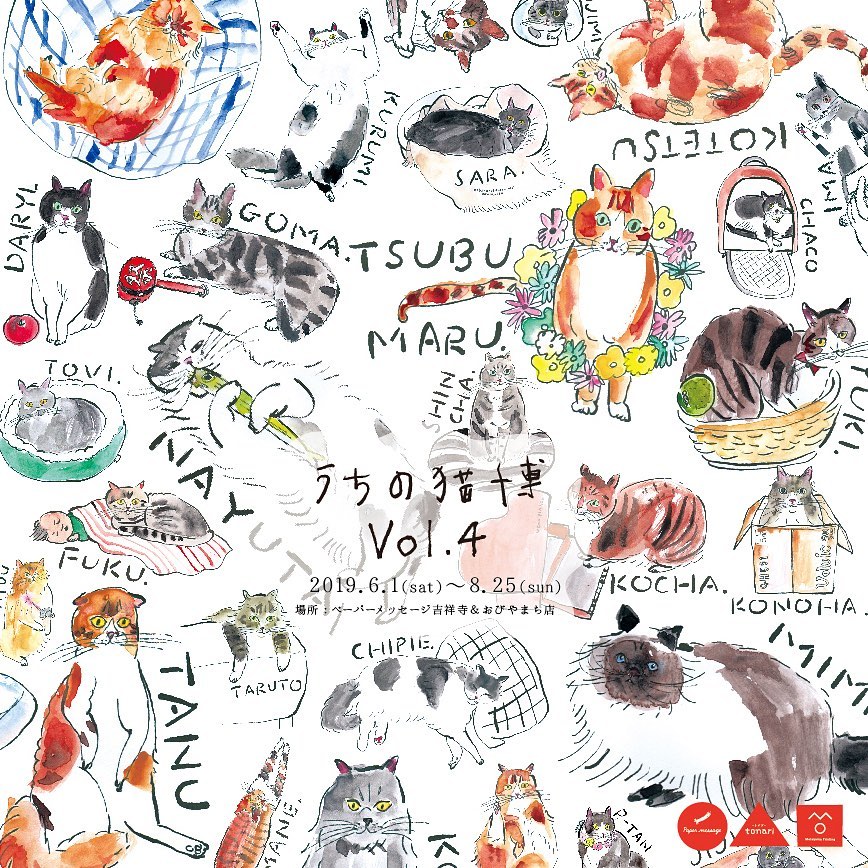 KURUMI
SARA.
KOTETSU
IMA
CHACO
DARYL
GOMA.
TSUBU
MARU.
TOVI.
SHIN
CHA.
YUKI.
NAYUTA
うちの猫博
Vol.4
2019.6.1(sat)～8.25(sun)
場所：ペーパーメッセージ吉祥寺＆おびやまち店
FUKU.
KOCHA.
KONOHA.
TANU
TARUTO
CHIPIE.
MIMI
MANE.
KO
P-TAN
Paper message
tonari